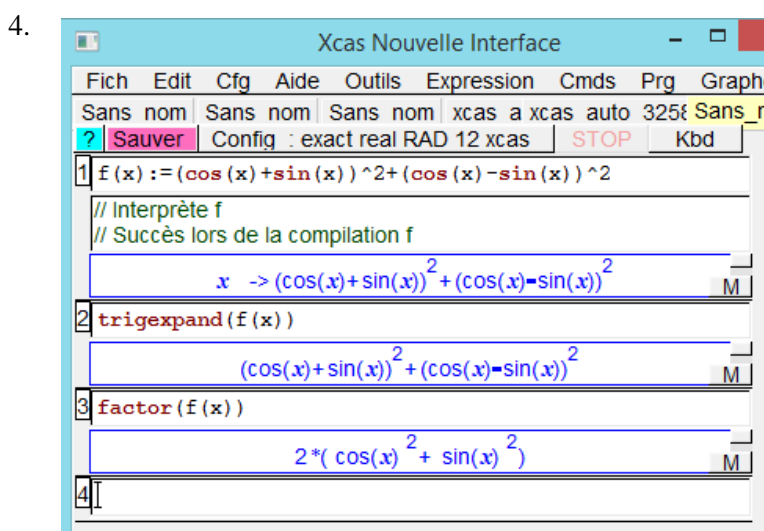 4.
Xcas Nouvelle Interface
Fich Edit Cfg Aide Outils Expression Cmds Prg Graph
Sans nom Sans nom Sans nom xcas a xcas auto 3258 Sans_n
? Sauver Config : exact real RAD 12 xcas STOP Kbd
1 f(x):=(cos(x)+sin(x))^2+(cos(x)-sin(x))^2
// Interprète f
// Succès lors de la compilation f
x -> (cos(x)+sin(x))^2+(cos(x)-sin(x))^2
M
2 trigexpand(f(x))
(cos(x)+sin(x))^2+(cos(x)-sin(x))^2
M
3 factor(f(x))
2*( cos(x)^2+ sin(x)^2)
M
4